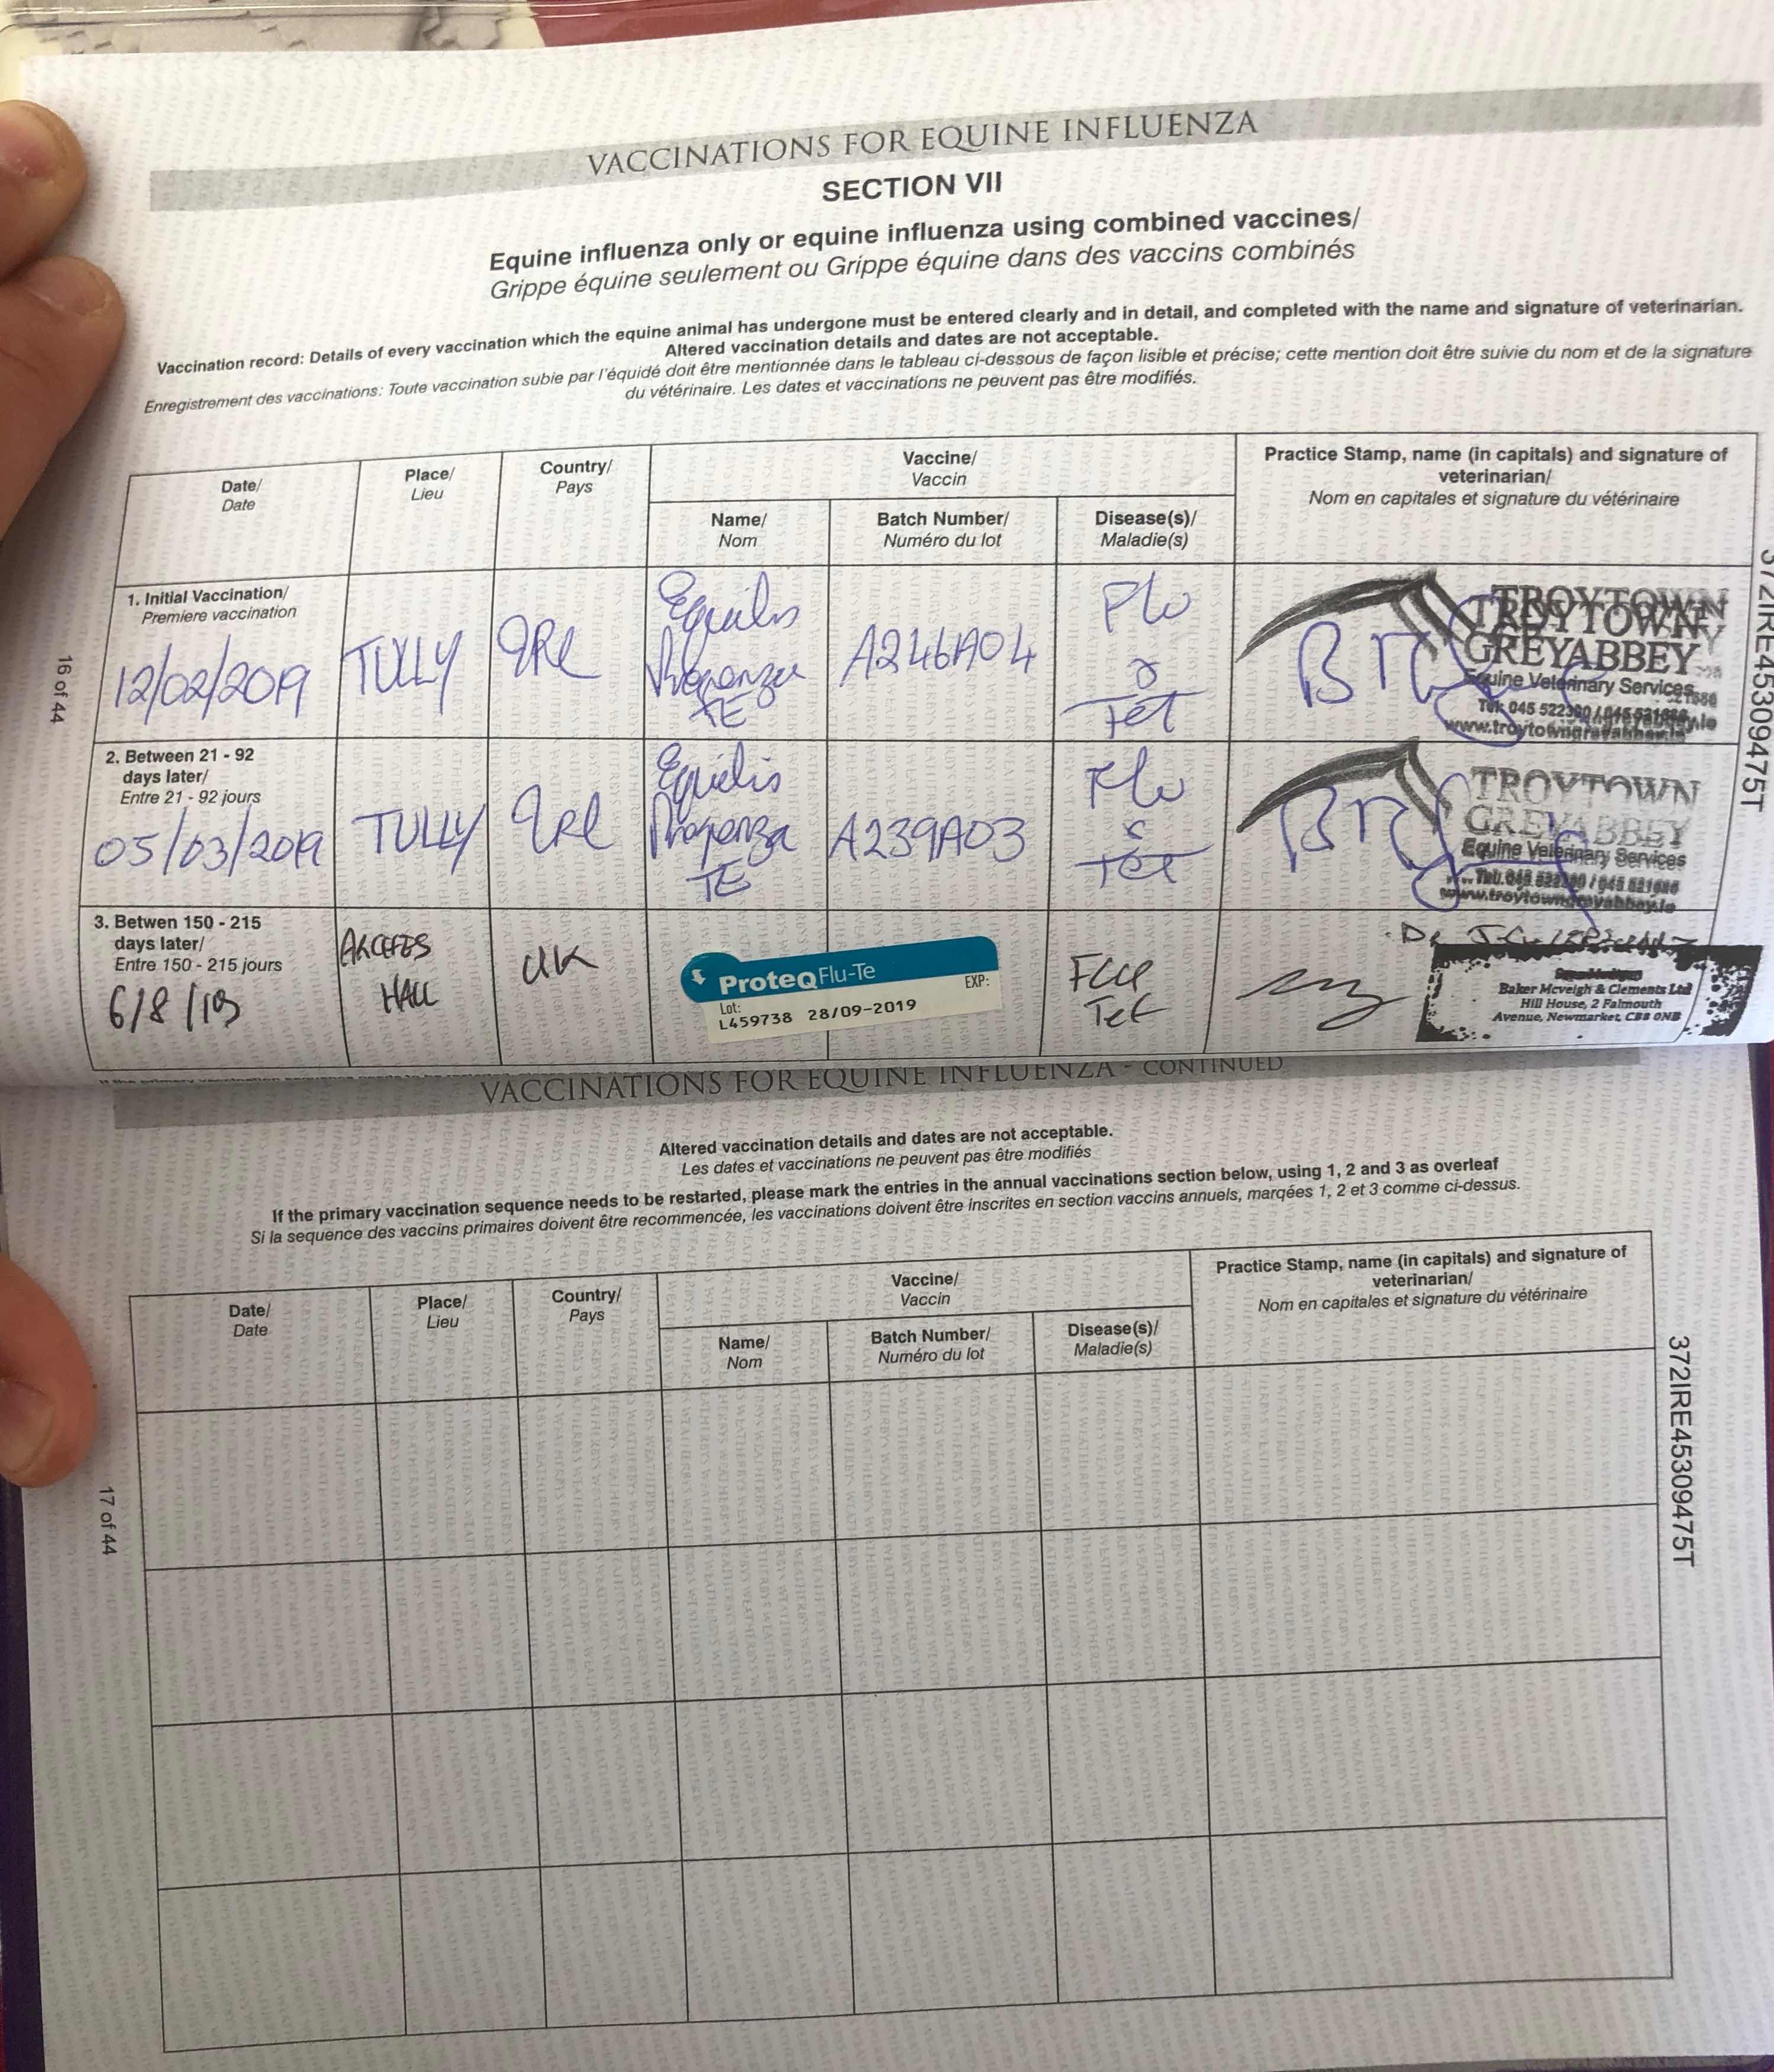 VACCINATIONS FOR EQUINE INFLUENZA
SECTION VII
Equine influenza only or equine influenza using combined vaccines/
Grippe équine seulement ou Grippe équine dans des vaccins combinés
Vaccination record: Details of every vaccination which the equine animal has undergone must be entered clearly and in detail, and completed with the name and signature of veterinarian.
Altered vaccination details and dates are not acceptable.
Enregistrement des vaccinations: Toute vaccination subie par l'équidé doit être mentionnée dans le tableau ci-dessous de façon lisible et précise; cette mention doit être suivie du nom et de la signature
du vétérinaire. Les dates et vaccinations ne peuvent pas être modifiés.
Date/
Date
Place/
Lieu
Country/
Pays
Vaccine/
Vaccin
Name/
Nom
Batch Number/
Numéro du lot
Disease(s)/
Maladie(s)
Practice Stamp, name (in capitals) and signature of
veterinarian/
Nom en capitales et signature du vétérinaire
1. Initial Vaccination/
Premiere vaccination
12/02/2019
TULLY
IRE
Equilis
Prequenza
TE
A246A04
Flu
&
Tet
TROYTOWN
GREYABBEY
Equine Veterinary Services
www.troytowngreyabbey.ie
2. Between 21 - 92
days later/
Entre 21 - 92 jours
05/03/2019
TULLY
IRE
Equilis
Prequenza
TE
A239A03
Flu
&
Tet
TROYTOWN
GREYABBEY
Equine Veterinary Services
www.troytowngreyabbey.ie
3. Betwen 150 - 215
days later/
Entre 150 - 215 jours
6/8/19
HALL
UK
ProteqFlu-Te
Lot:
EXP:
L459738 28/09-2019
Flu
Tet
Dr
Baker Mcveigh & Clements Ltd
Hill House, 2 Falmouth
Avenue, Newmarket, CB8 0NB
16 of 44
372IRE45309475T
VACCINATIONS FOR EQUINE INFLUENZA - CONTINUED
Altered vaccination details and dates are not acceptable.
Les dates et vaccinations ne peuvent pas être modifiés
If the primary vaccination sequence needs to be restarted, please mark the entries in the annual vaccinations section below, using 1, 2 and 3 as overleaf
Si la sequence des vaccins primaires doivent être recommencée, les vaccinations doivent être inscrites en section vaccins annuels, marqées 1, 2 et 3 comme ci-dessus.
Date/
Date
Place/
Lieu
Country/
Pays
Vaccine/
Vaccin
Name/
Nom
Batch Number/
Numéro du lot
Disease(s)/
Maladie(s)
Practice Stamp, name (in capitals) and signature of
veterinarian/
Nom en capitales et signature du vétérinaire
17 of 44
372IRE45309475T